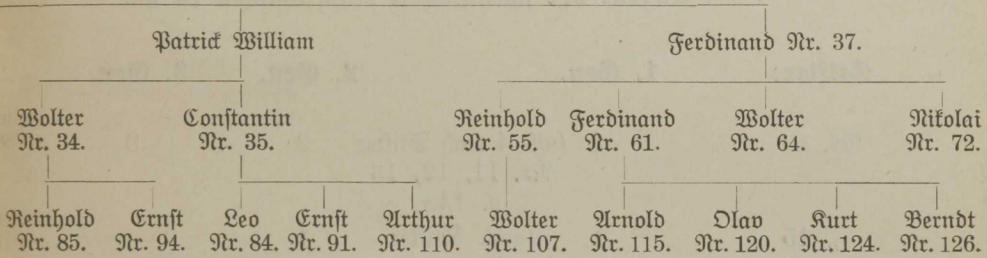 Patrick William Ferdinand Nr. 37.
Wolter Constantin Reinhold Ferdinand Wolter Nikolai
Nr. 34. Nr. 35. Nr. 55. Nr. 61. Nr. 64. Nr. 72.
Reinhold Ernst Leo Ernst Arthur Wolter Arnold Olav Kurt Berndt
Nr. 85. Nr. 94. Nr. 84. Nr. 91. Nr. 110. Nr. 107. Nr. 115. Nr. 120. Nr. 124. Nr. 126.